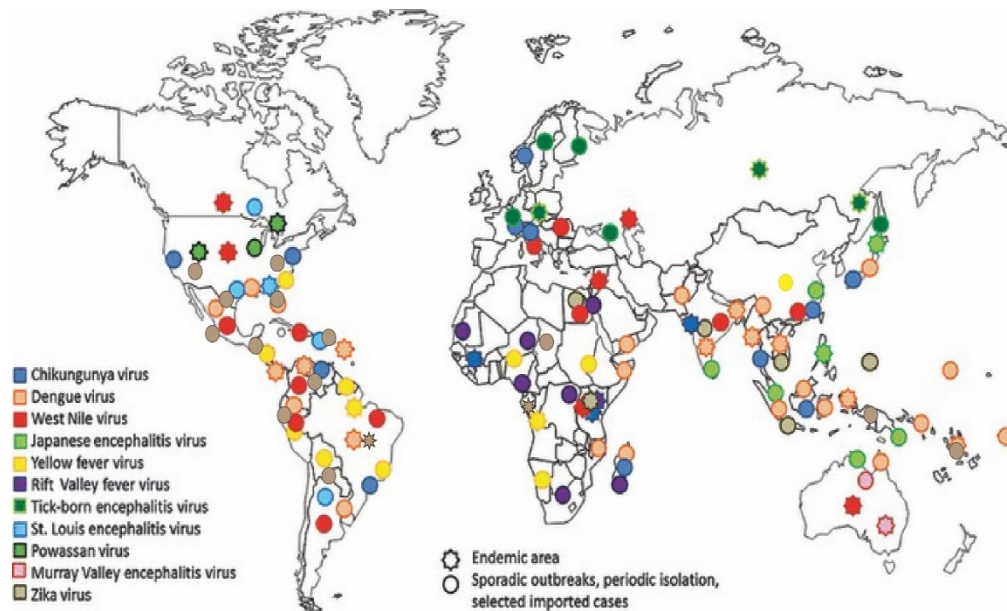 Chikungunya virus
Dengue virus
West Nile virus
Japanese encephalitis virus
Yellow fever virus
Rift Valley fever virus
Tick-born encephalitis virus
St. Louis encephalitis virus
Powassan virus
Murray Valley encephalitis virus
Zika virus
Endemic area
Sporadic outbreaks, periodic isolation,
selected imported cases